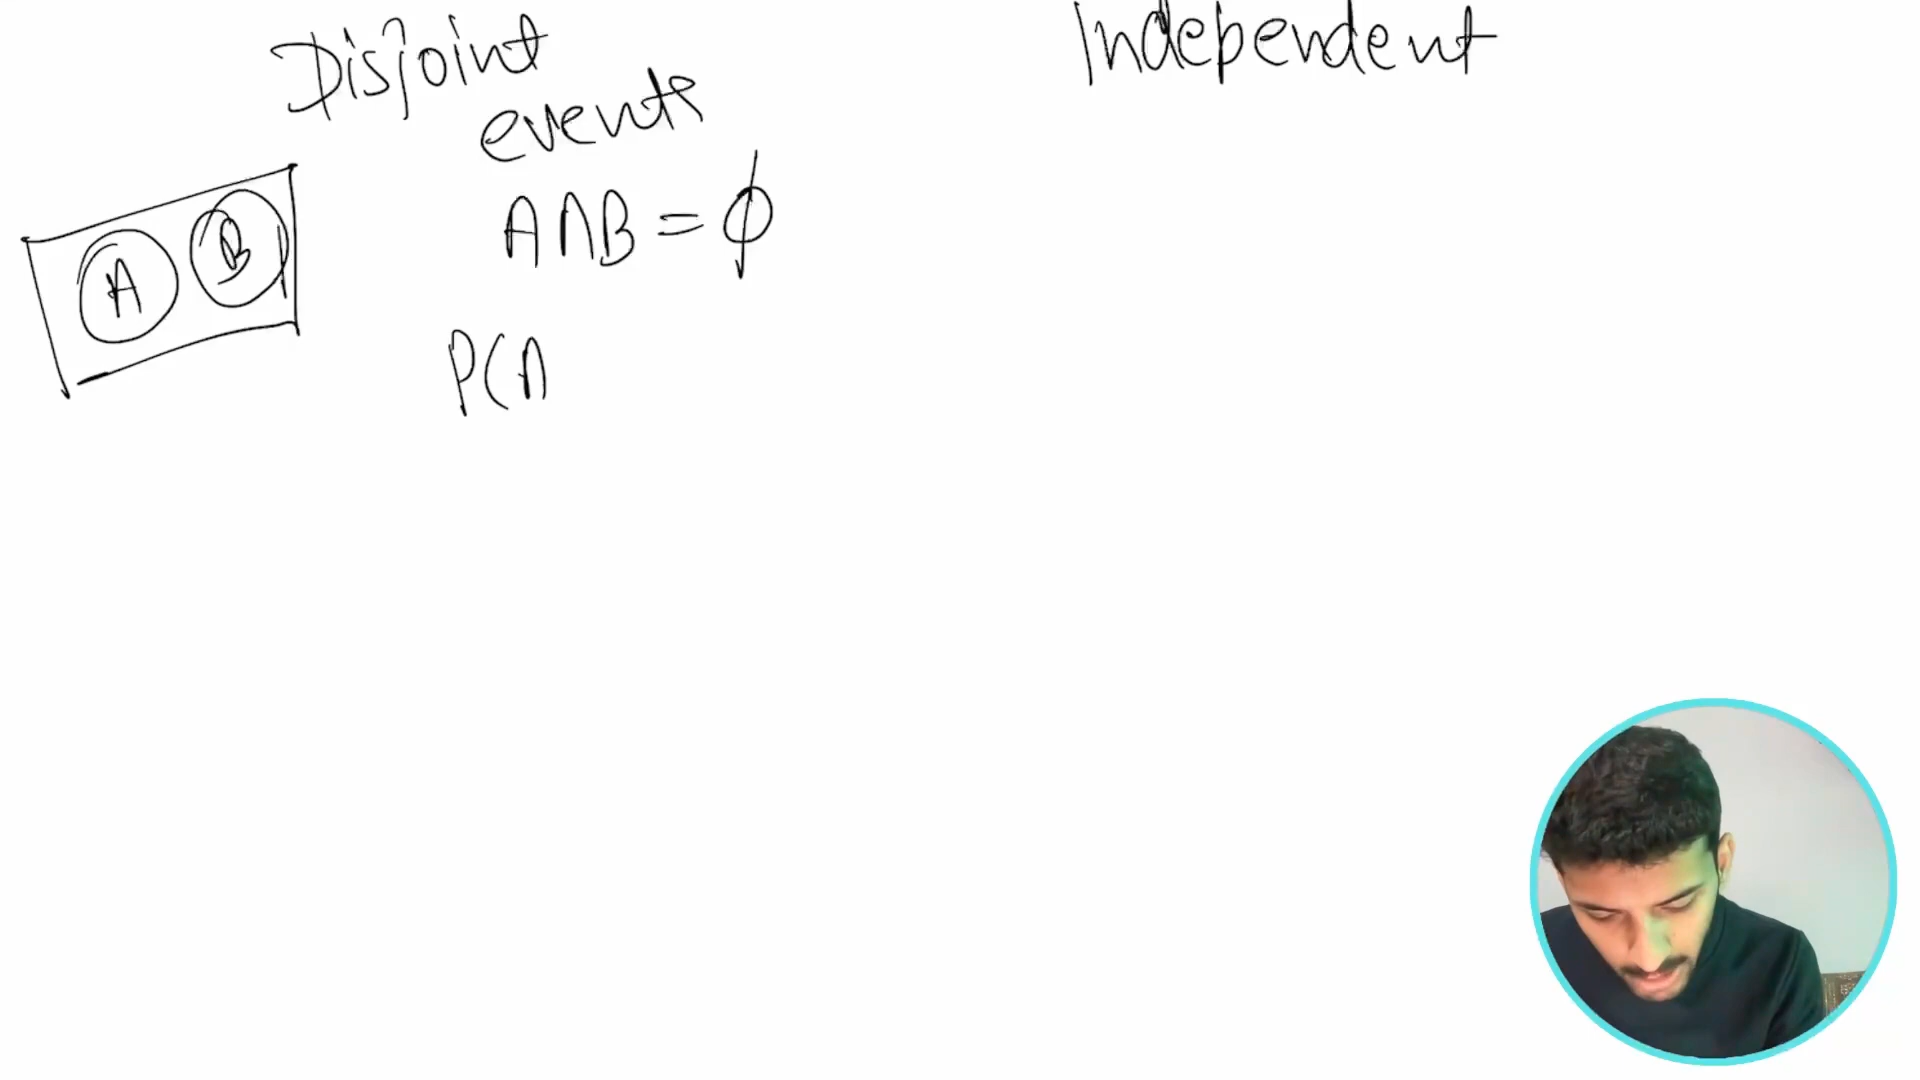 Disjoint
events
Independent
A B
A∩B = ϕ
P(A